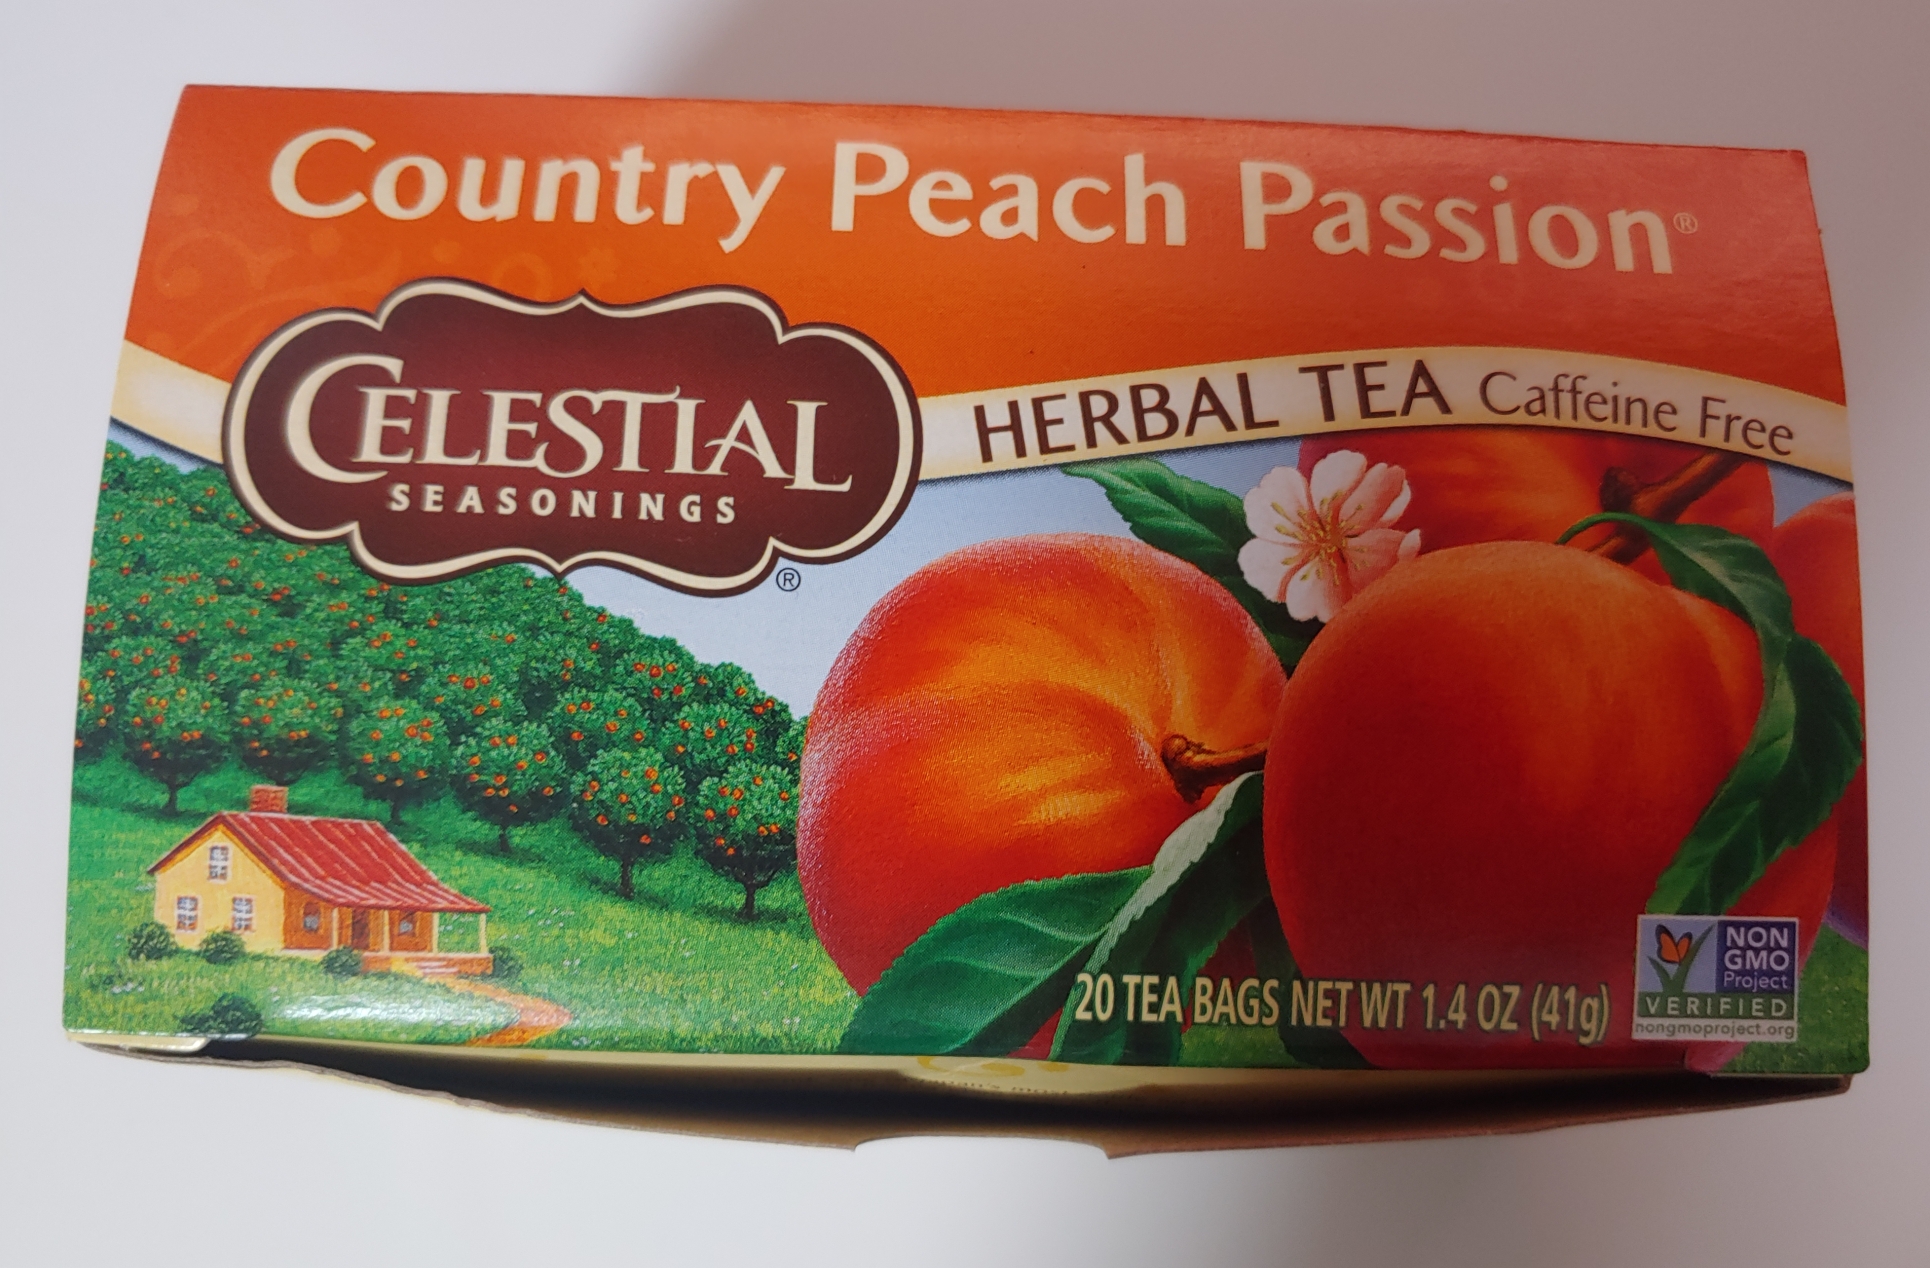 Country Peach Passion®
CELESTIAL
SEASONINGS
®
HERBAL TEA Caffeine Free
20 TEA BAGS NET WT 1.4 OZ (41g)
NON
GMO
Project
VERIFIED
nongmoproject.org